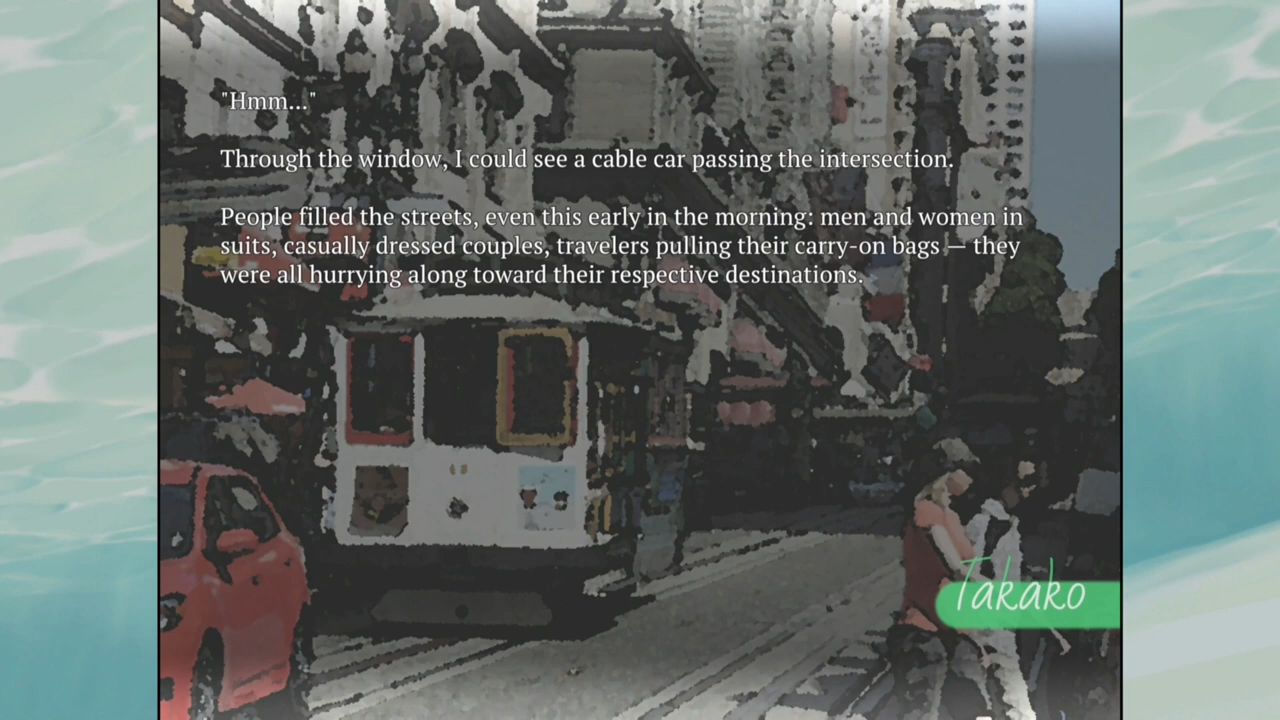 "Hmm..."
Through the window, I could see a cable car passing the intersection.
People filled the streets, even this early in the morning: men and women in
suits, casually dressed couples, travelers pulling their carry-on bags — they
were all hurrying along toward their respective destinations.
Takako